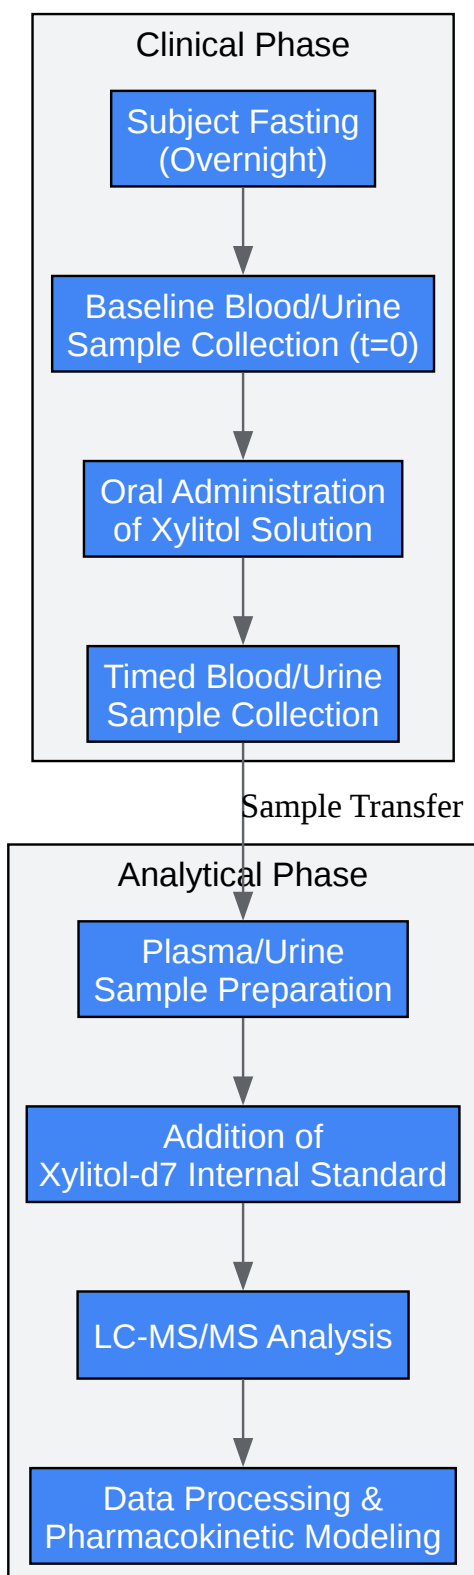 Clinical Phase
Subject Fasting
(Overnight)
Baseline Blood/Urine
Sample Collection (t=0)
Oral Administration
of Xylitol Solution
Timed Blood/Urine
Sample Collection
Sample Transfer
Analytical Phase
Plasma/Urine
Sample Preparation
Addition of
Xylitol-d7 Internal Standard
LC-MS/MS Analysis
Data Processing &
Pharmacokinetic Modeling